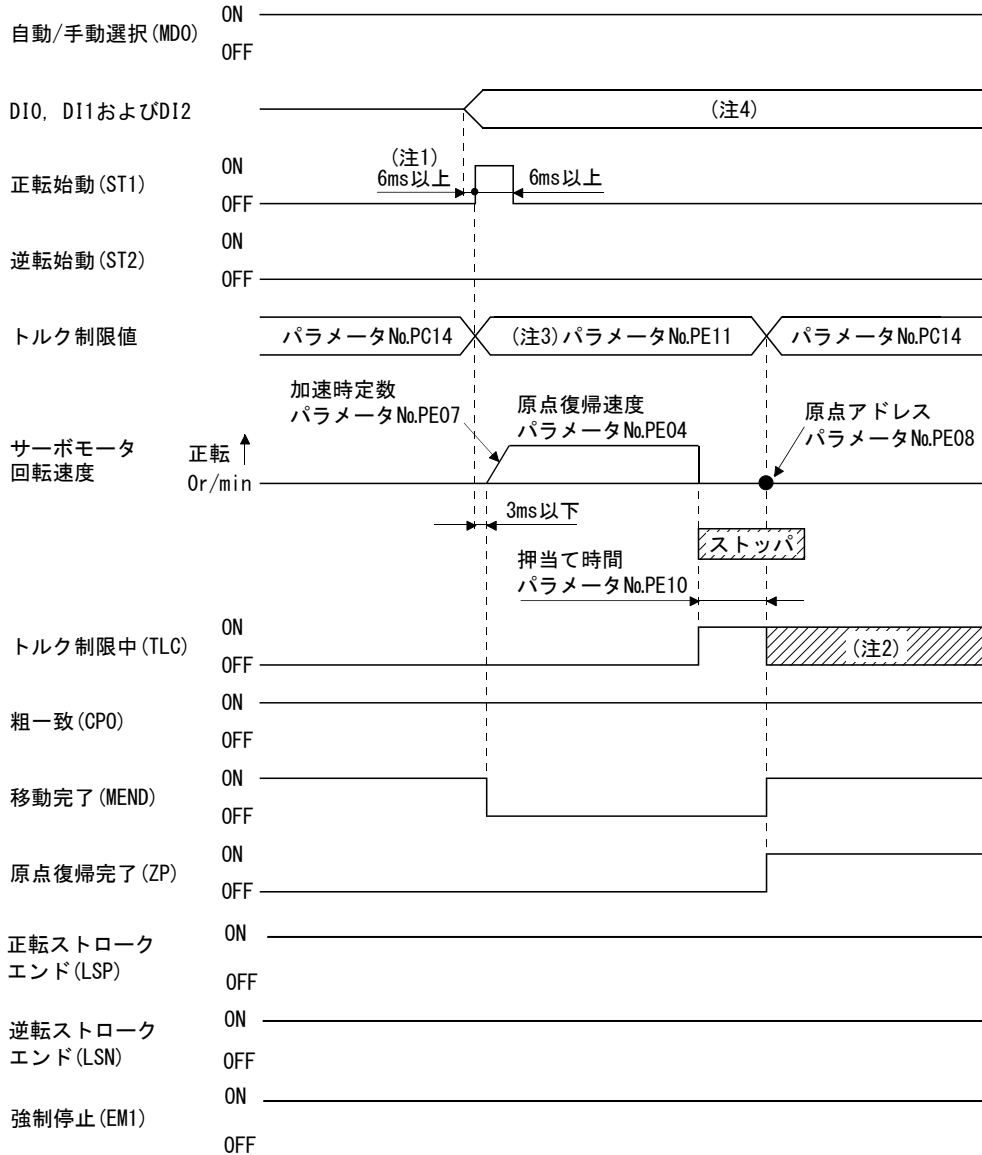 自動/手動選択(MD0)
ON
OFF
DI0, DI1およびDI2
(注4)
正転始動(ST1)
ON
OFF
(注1)
6ms以上
6ms以上
逆転始動(ST2)
ON
OFF
トルク制限値
パラメータNo.PC14
(注3)パラメータNo.PE11
パラメータNo.PC14
サーボモータ
回転速度
正転
0r/min
加速時定数
パラメータNo.PE07
原点復帰速度
パラメータNo.PE04
原点アドレス
パラメータNo.PE08
3ms以下
ストッパ
押当て時間
パラメータNo.PE10
トルク制限中(TLC)
ON
OFF
(注2)
粗一致(CPO)
ON
OFF
移動完了(MEND)
ON
OFF
原点復帰完了(ZP)
ON
OFF
正転ストローク
エンド(LSP)
ON
OFF
逆転ストローク
エンド(LSN)
ON
OFF
強制停止(EM1)
ON
OFF